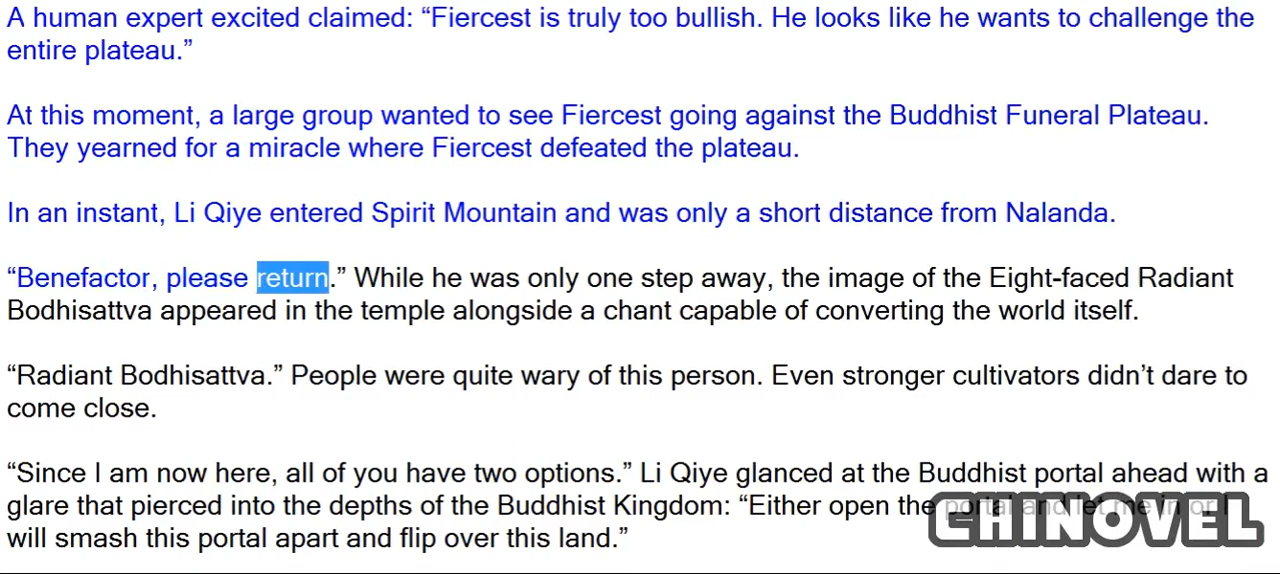 A human expert excited claimed: “Fiercest is truly too bullish. He looks like he wants to challenge the
entire plateau.”
At this moment, a large group wanted to see Fiercest going against the Buddhist Funeral Plateau.
They yearned for a miracle where Fiercest defeated the plateau.
In an instant, Li Qiye entered Spirit Mountain and was only a short distance from Nalanda.
“Benefactor, please return.” While he was only one step away, the image of the Eight-faced Radiant
Bodhisattva appeared in the temple alongside a chant capable of converting the world itself.
“Radiant Bodhisattva.” People were quite wary of this person. Even stronger cultivators didn’t dare to
come close.
“Since I am now here, all of you have two options.” Li Qiye glanced at the Buddhist portal ahead with a
glare that pierced into the depths of the Buddhist Kingdom: “Either open the portal and let me in or I
will smash this portal apart and flip over this land.”
CHINOVEL